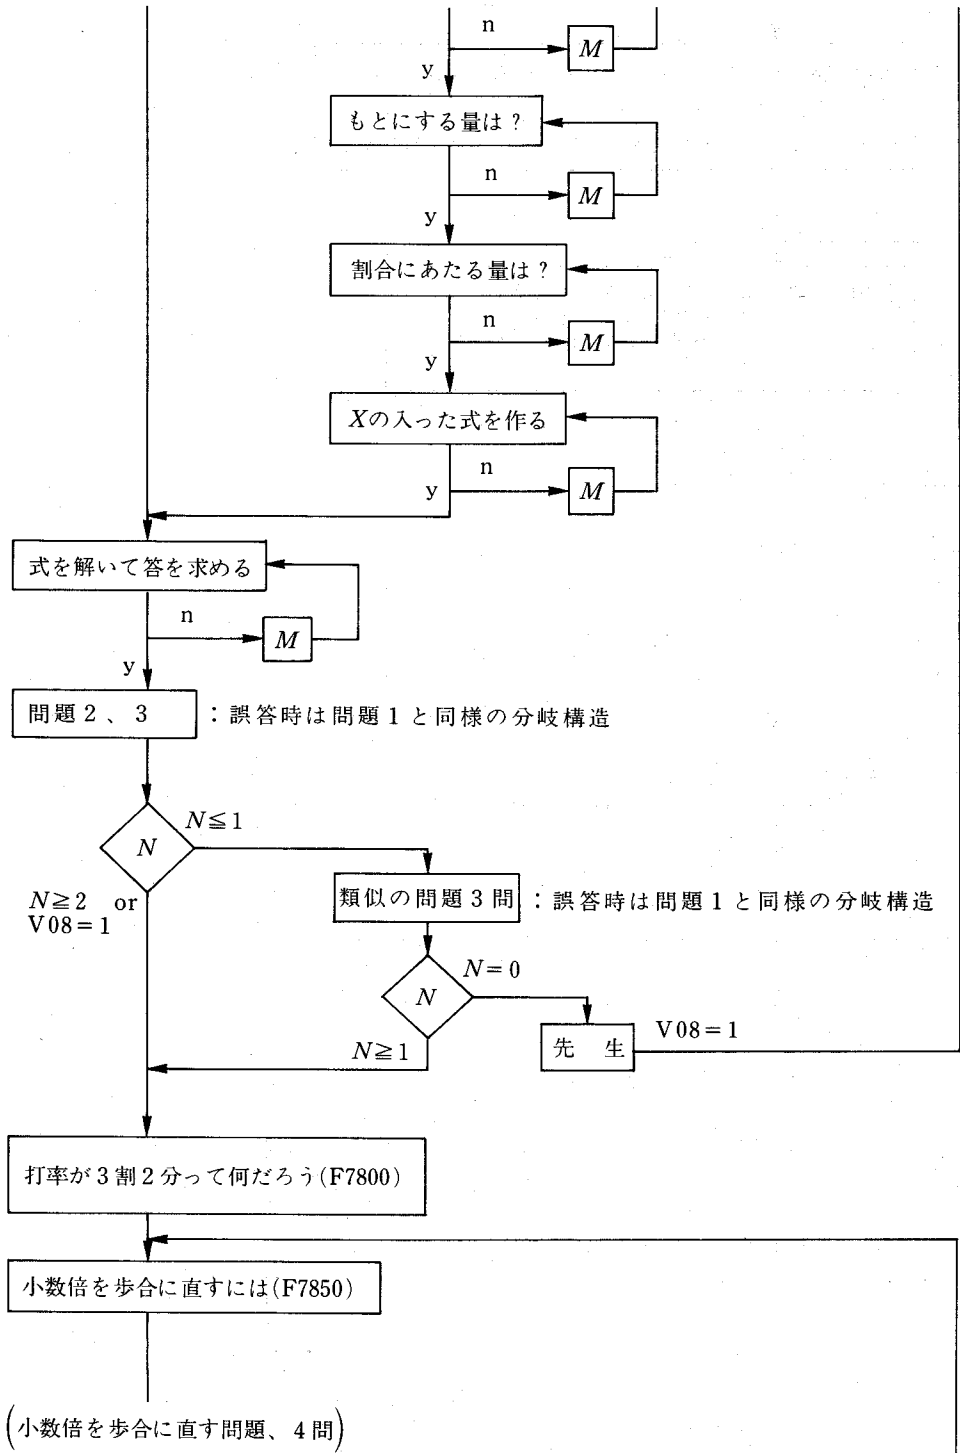 n
M
y
もとにする量は?
n
M
y
割合にあたる量は?
n
M
y
Xの入った式を作る
n
M
y
式を解いて答を求める
n
M
y
問題2、3 :誤答時は問題1と同様の分岐構造
N≦1
N
N≧2 or
V08=1
類似の問題3問 :誤答時は問題1と同様の分岐構造
N=0
N
V08=1
先 生
N≧1
打率が3割2分って何だろう(F7800)
小数倍を歩合に直すには(F7850)
(小数倍を歩合に直す問題、4問)